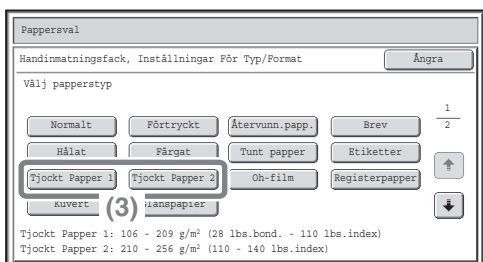 Pappersval
Handinmatningsfack, Inställningar För Typ/Format Ångra
Välj papperstyp
1
2
Normalt Förtryckt Återvunn.papp. Brev
Hålat Färgat Tunt papper Etiketter
Tjockt Papper 1 Tjockt Papper 2 Oh-film Registerpapper
Kuvert (3) Glanspapier
Tjockt Papper 1: 106 - 209 g/m² (28 lbs.bond. - 110 lbs.index)
Tjockt Papper 2: 210 - 256 g/m² (110 - 140 lbs.index)